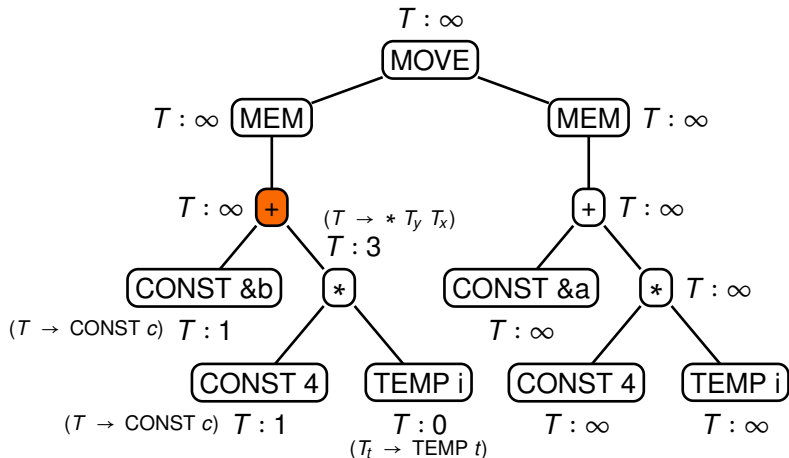 T : ∞
MOVE
T : ∞ MEM MEM T : ∞
T : ∞ + (T → * T_y T_x) + T : ∞
T : 3
CONST &b * CONST &a * T : ∞
(T → CONST c) T : 1 T : ∞
CONST 4 TEMP i CONST 4 TEMP i
(T → CONST c) T : 1 T : 0 T : ∞ T : ∞
(T_t → TEMP t)